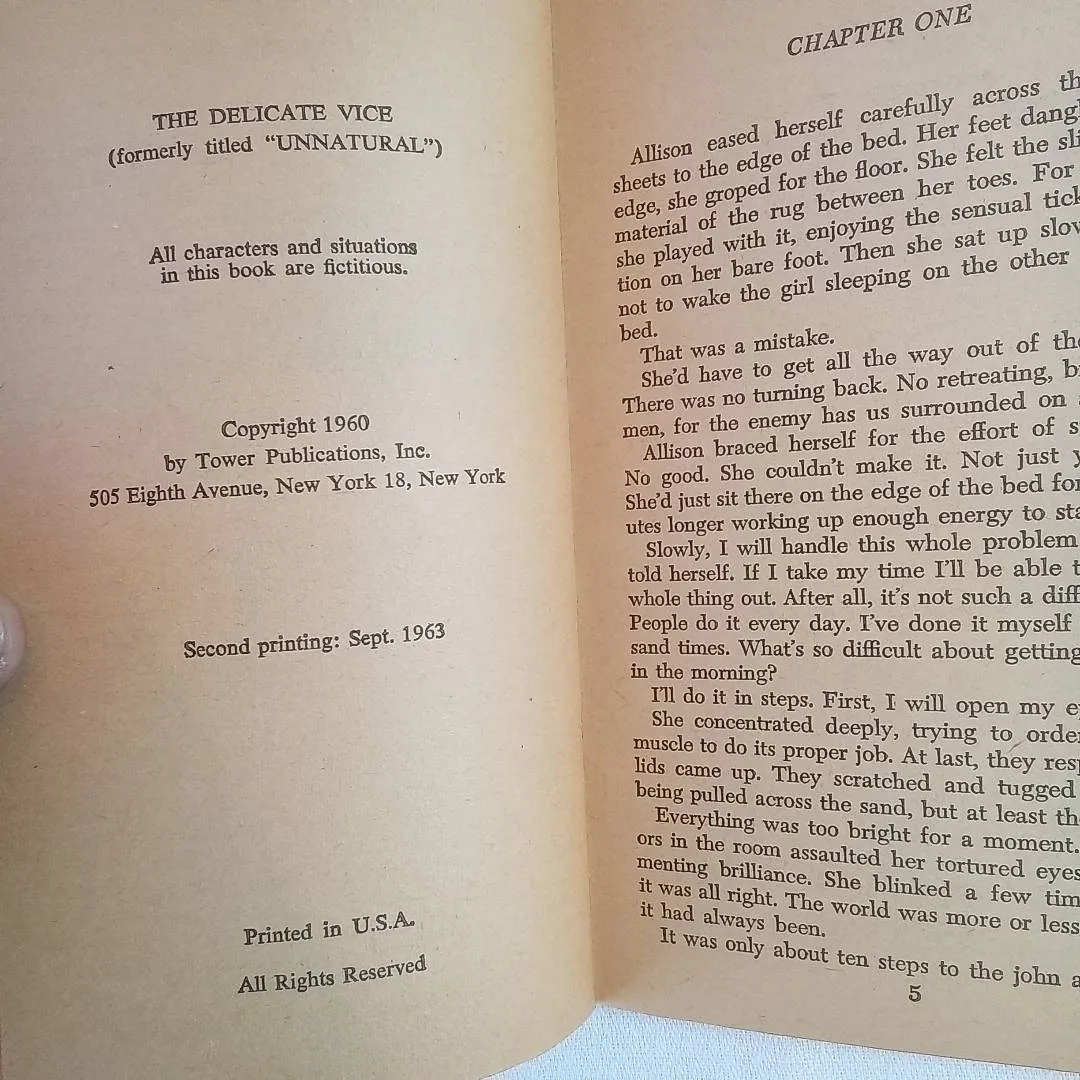 THE DELICATE VICE
(formerly titled “UNNATURAL”)
All characters and situations
in this book are fictitious.
Copyright 1960
by Tower Publications, Inc.
505 Eighth Avenue, New York 18, New York
Second printing: Sept. 1963
Printed in U.S.A.
All Rights Reserved
CHAPTER ONE
Allison eased herself carefully across
sheets to the edge of the bed. Her feet
edge, she groped for the floor. She felt the
material of the rug between her toes. For
she played with it, enjoying the sensual
tion on her bare foot. Then she sat up
not to wake the girl sleeping on the other
bed.
That was a mistake.
She’d have to get all the way out of
There was no turning back. No retreating,
men, for the enemy has us surrounded on
Allison braced herself for the effort of
No good. She couldn’t make it. Not just
She’d just sit there on the edge of the bed
utes longer working up enough energy to
Slowly, I will handle this whole problem
told herself. If I take my time I’ll be able
whole thing out. After all, it’s not such a
People do it every day. I’ve done it myself
sand times. What’s so difficult about getting
in the morning?
I’ll do it in steps. First, I will open my
She concentrated deeply, trying to
muscle to do its proper job. At last, they
lids came up. They scratched and tugged
being pulled across the sand, but at least
Everything was too bright for a moment.
ors in the room assaulted her tortured eyes
menting brilliance. She blinked a few
it was all right. The world was more or less
it had always been.
It was only about ten steps to the john
5